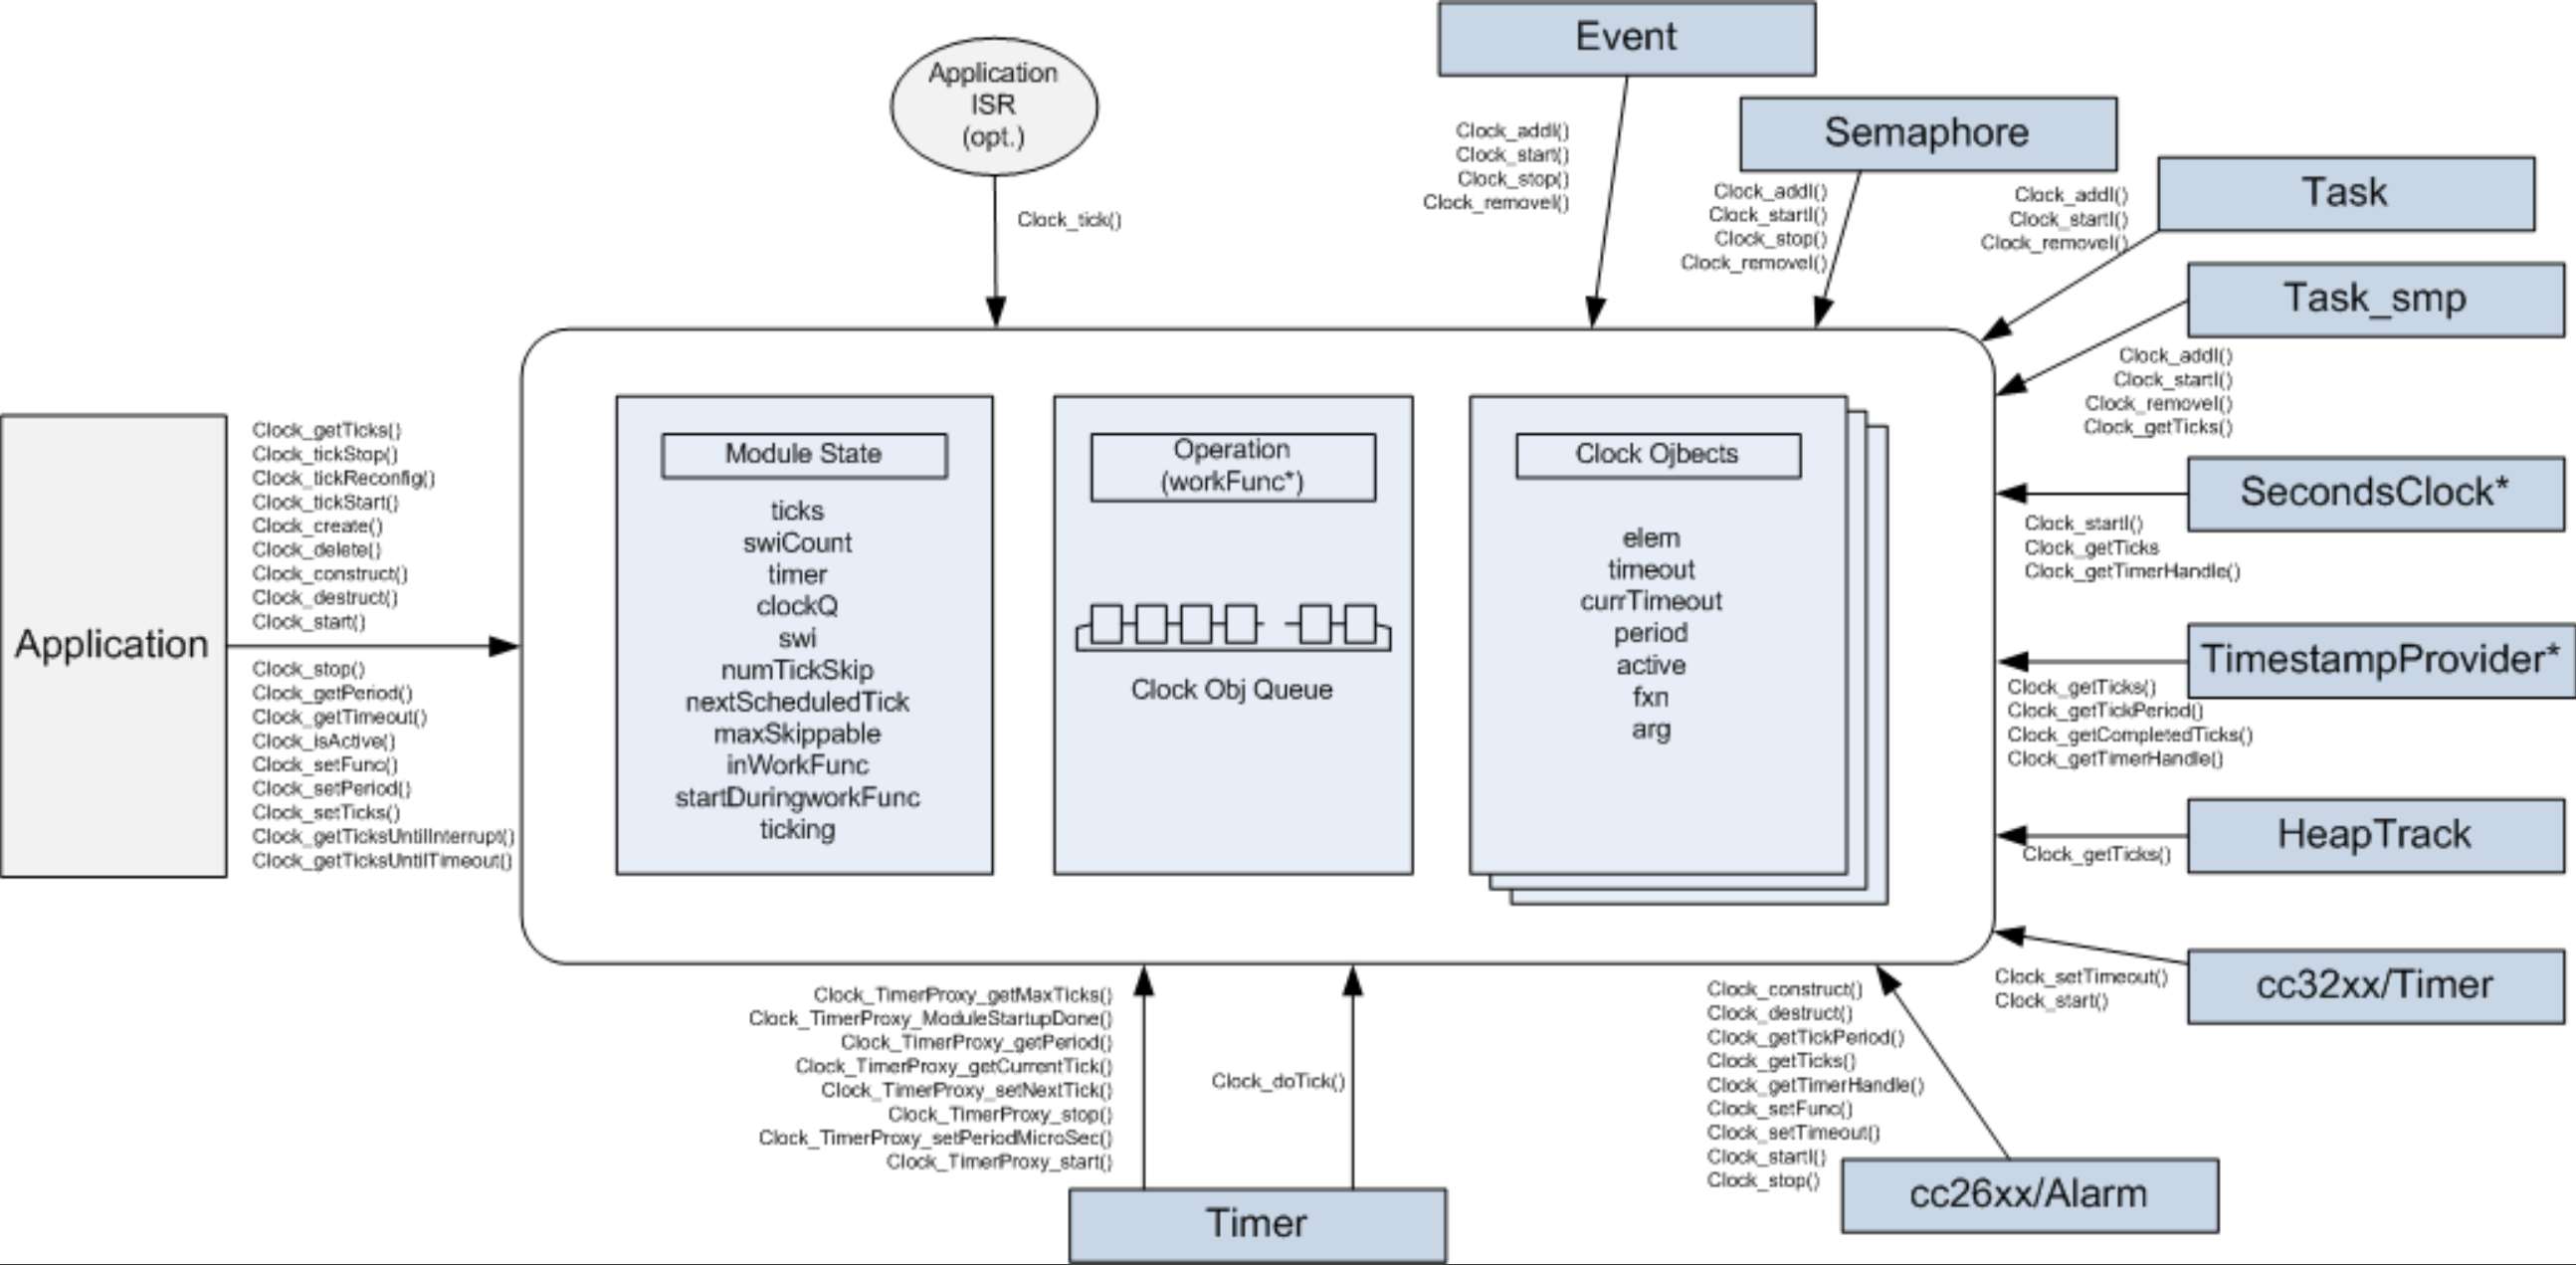 Event
Application
ISR
(opt.)
Clock_tick()
Clock_addI()
Clock_start()
Clock_stop()
Clock_removeI()
Semaphore
Clock_addI()
Clock_startI()
Clock_stop()
Clock_removeI()
Task
Clock_addI()
Clock_startI()
Clock_removeI()
Task_smp
Clock_addI()
Clock_startI()
Clock_removeI()
Clock_getTicks()
Application
Clock_getTicks()
Clock_tickStop()
Clock_tickReconfig()
Clock_tickStart()
Clock_create()
Clock_delete()
Clock_construct()
Clock_destruct()
Clock_start()
Clock_stop()
Clock_getPeriod()
Clock_getTimeout()
Clock_isActive()
Clock_setFunc()
Clock_setPeriod()
Clock_setTicks()
Clock_getTicksUntilInterrupt()
Clock_getTicksUntilTimeout()
Module State
ticks
swiCount
timer
clockQ
swi
numTickSkip
nextScheduledTick
maxSkippable
inWorkFunc
startDuringworkFunc
ticking
Operation
(workFunc*)
Clock Obj Queue
Clock Ojbects
elem
timeout
currTimeout
period
active
fxn
arg
SecondsClock*
Clock_startI()
Clock_getTicks
Clock_getTimerHandle()
TimestampProvider*
Clock_getTicks()
Clock_getTickPeriod()
Clock_getCompletedTicks()
Clock_getTimerHandle()
HeapTrack
Clock_getTicks()
cc32xx/Timer
Clock_setTimeout()
Clock_start()
Clock_TimerProxy_getMaxTicks()
Clock_TimerProxy_ModuleStartupDone()
Clock_TimerProxy_getPeriod()
Clock_TimerProxy_getCurrentTick()
Clock_TimerProxy_setNextTick()
Clock_TimerProxy_stop()
Clock_TimerProxy_setPeriodMicroSec()
Clock_TimerProxy_start()
Clock_doTick()
Timer
Clock_construct()
Clock_destruct()
Clock_getTickPeriod()
Clock_getTicks()
Clock_getTimerHandle()
Clock_setFunc()
Clock_setTimeout()
Clock_startI()
Clock_stop()
cc26xx/Alarm